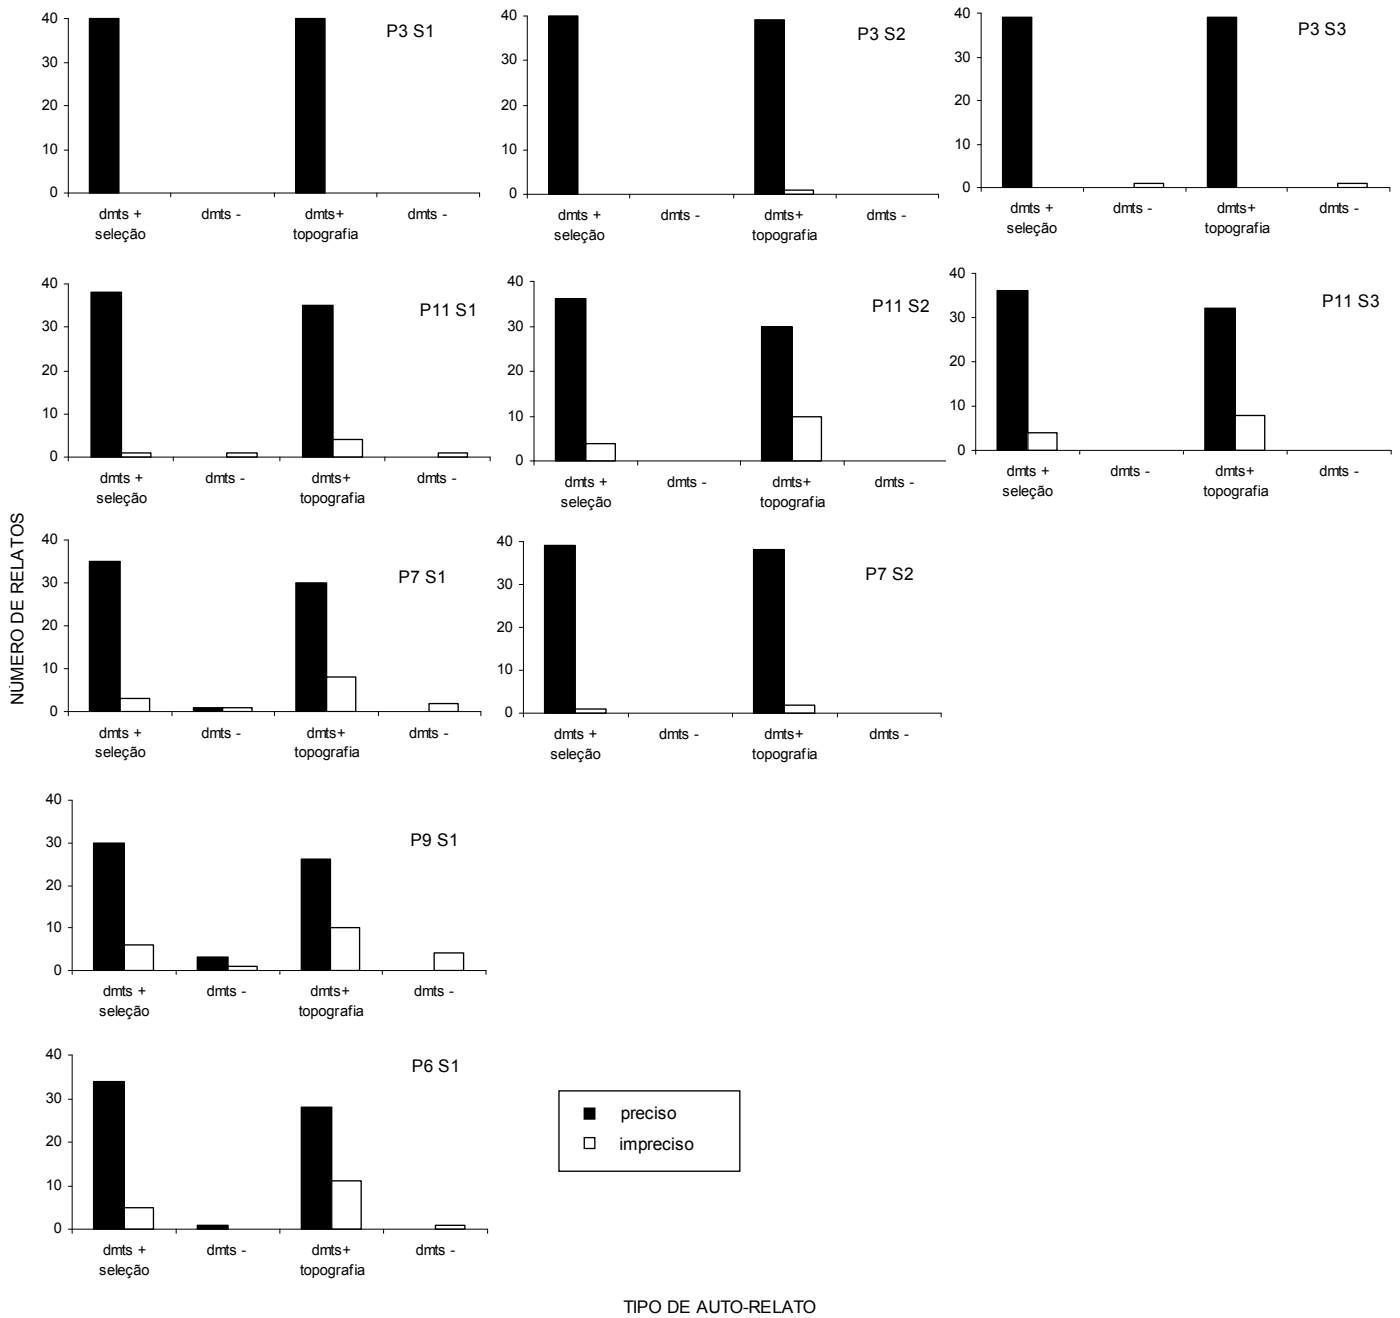 P3 S1
40
30
20
10
0
dmts +
seleção
dmts -
dmts+
topografia
dmts -
P3 S2
40
30
20
10
0
dmts +
seleção
dmts -
dmts+
topografia
dmts -
P3 S3
40
30
20
10
0
dmts +
seleção
dmts -
dmts+
topografia
dmts -
P11 S1
40
30
20
10
0
dmts +
seleção
dmts -
dmts+
topografia
dmts -
P11 S2
40
30
20
10
0
dmts +
seleção
dmts -
dmts+
topografia
dmts -
P11 S3
40
30
20
10
0
dmts +
seleção
dmts -
dmts+
topografia
dmts -
NÚMERO DE RELATOS
P7 S1
40
30
20
10
0
dmts +
seleção
dmts -
dmts+
topografia
dmts -
P7 S2
40
30
20
10
0
dmts +
seleção
dmts -
dmts+
topografia
dmts -
P9 S1
40
30
20
10
0
dmts +
seleção
dmts -
dmts+
topografia
dmts -
P6 S1
40
30
20
10
0
dmts +
seleção
dmts -
dmts+
topografia
dmts -
preciso
impreciso
TIPO DE AUTO-RELATO